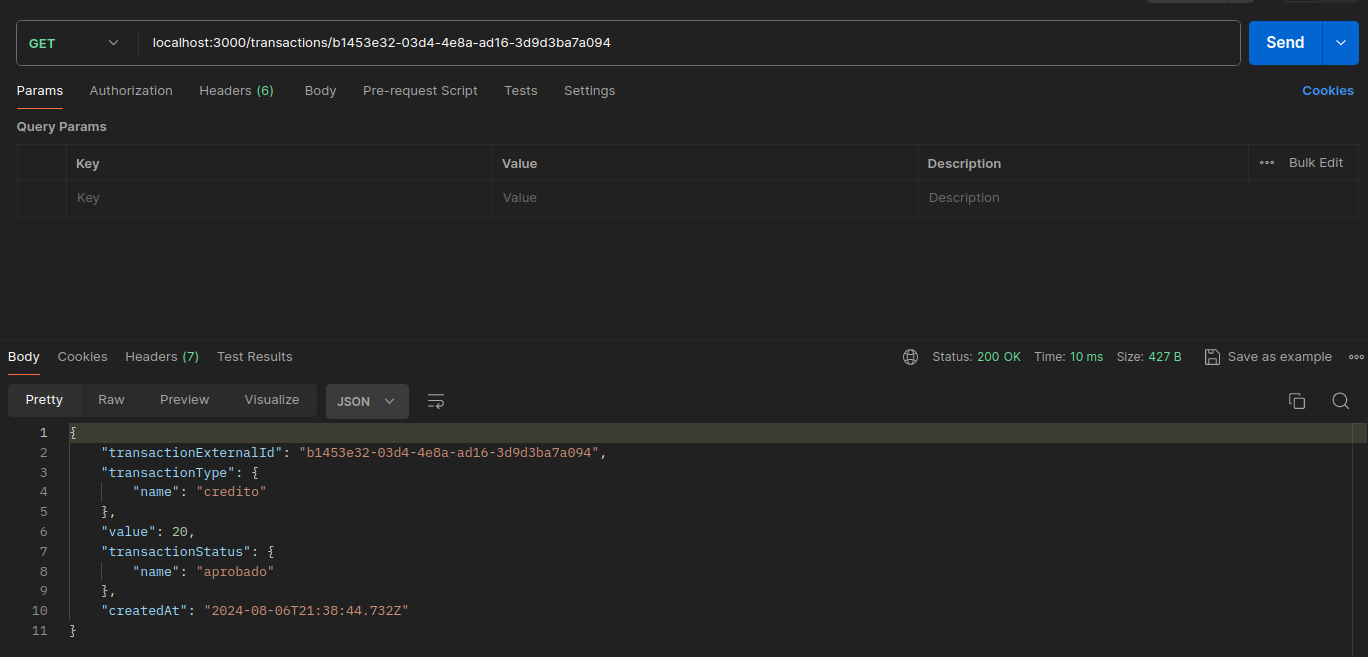 GET localhost:3000/transactions/b1453e32-03d4-4e8a-ad16-3d9d3ba7a094 Send
Params Authorization Headers (6) Body Pre-request Script Tests Settings Cookies
Query Params
Key Value Description ••• Bulk Edit
Key Value Description
Body Cookies Headers (7) Test Results Status: 200 OK Time: 10 ms Size: 427 B Save as example
Pretty Raw Preview Visualize JSON
1 {
2 "transactionExternalId": "b1453e32-03d4-4e8a-ad16-3d9d3ba7a094",
3 "transactionType": {
4 "name": "credito"
5 },
6 "value": 20,
7 "transactionStatus": {
8 "name": "aprobado"
9 },
10 "createdAt": "2024-08-06T21:38:44.732Z"
11 }